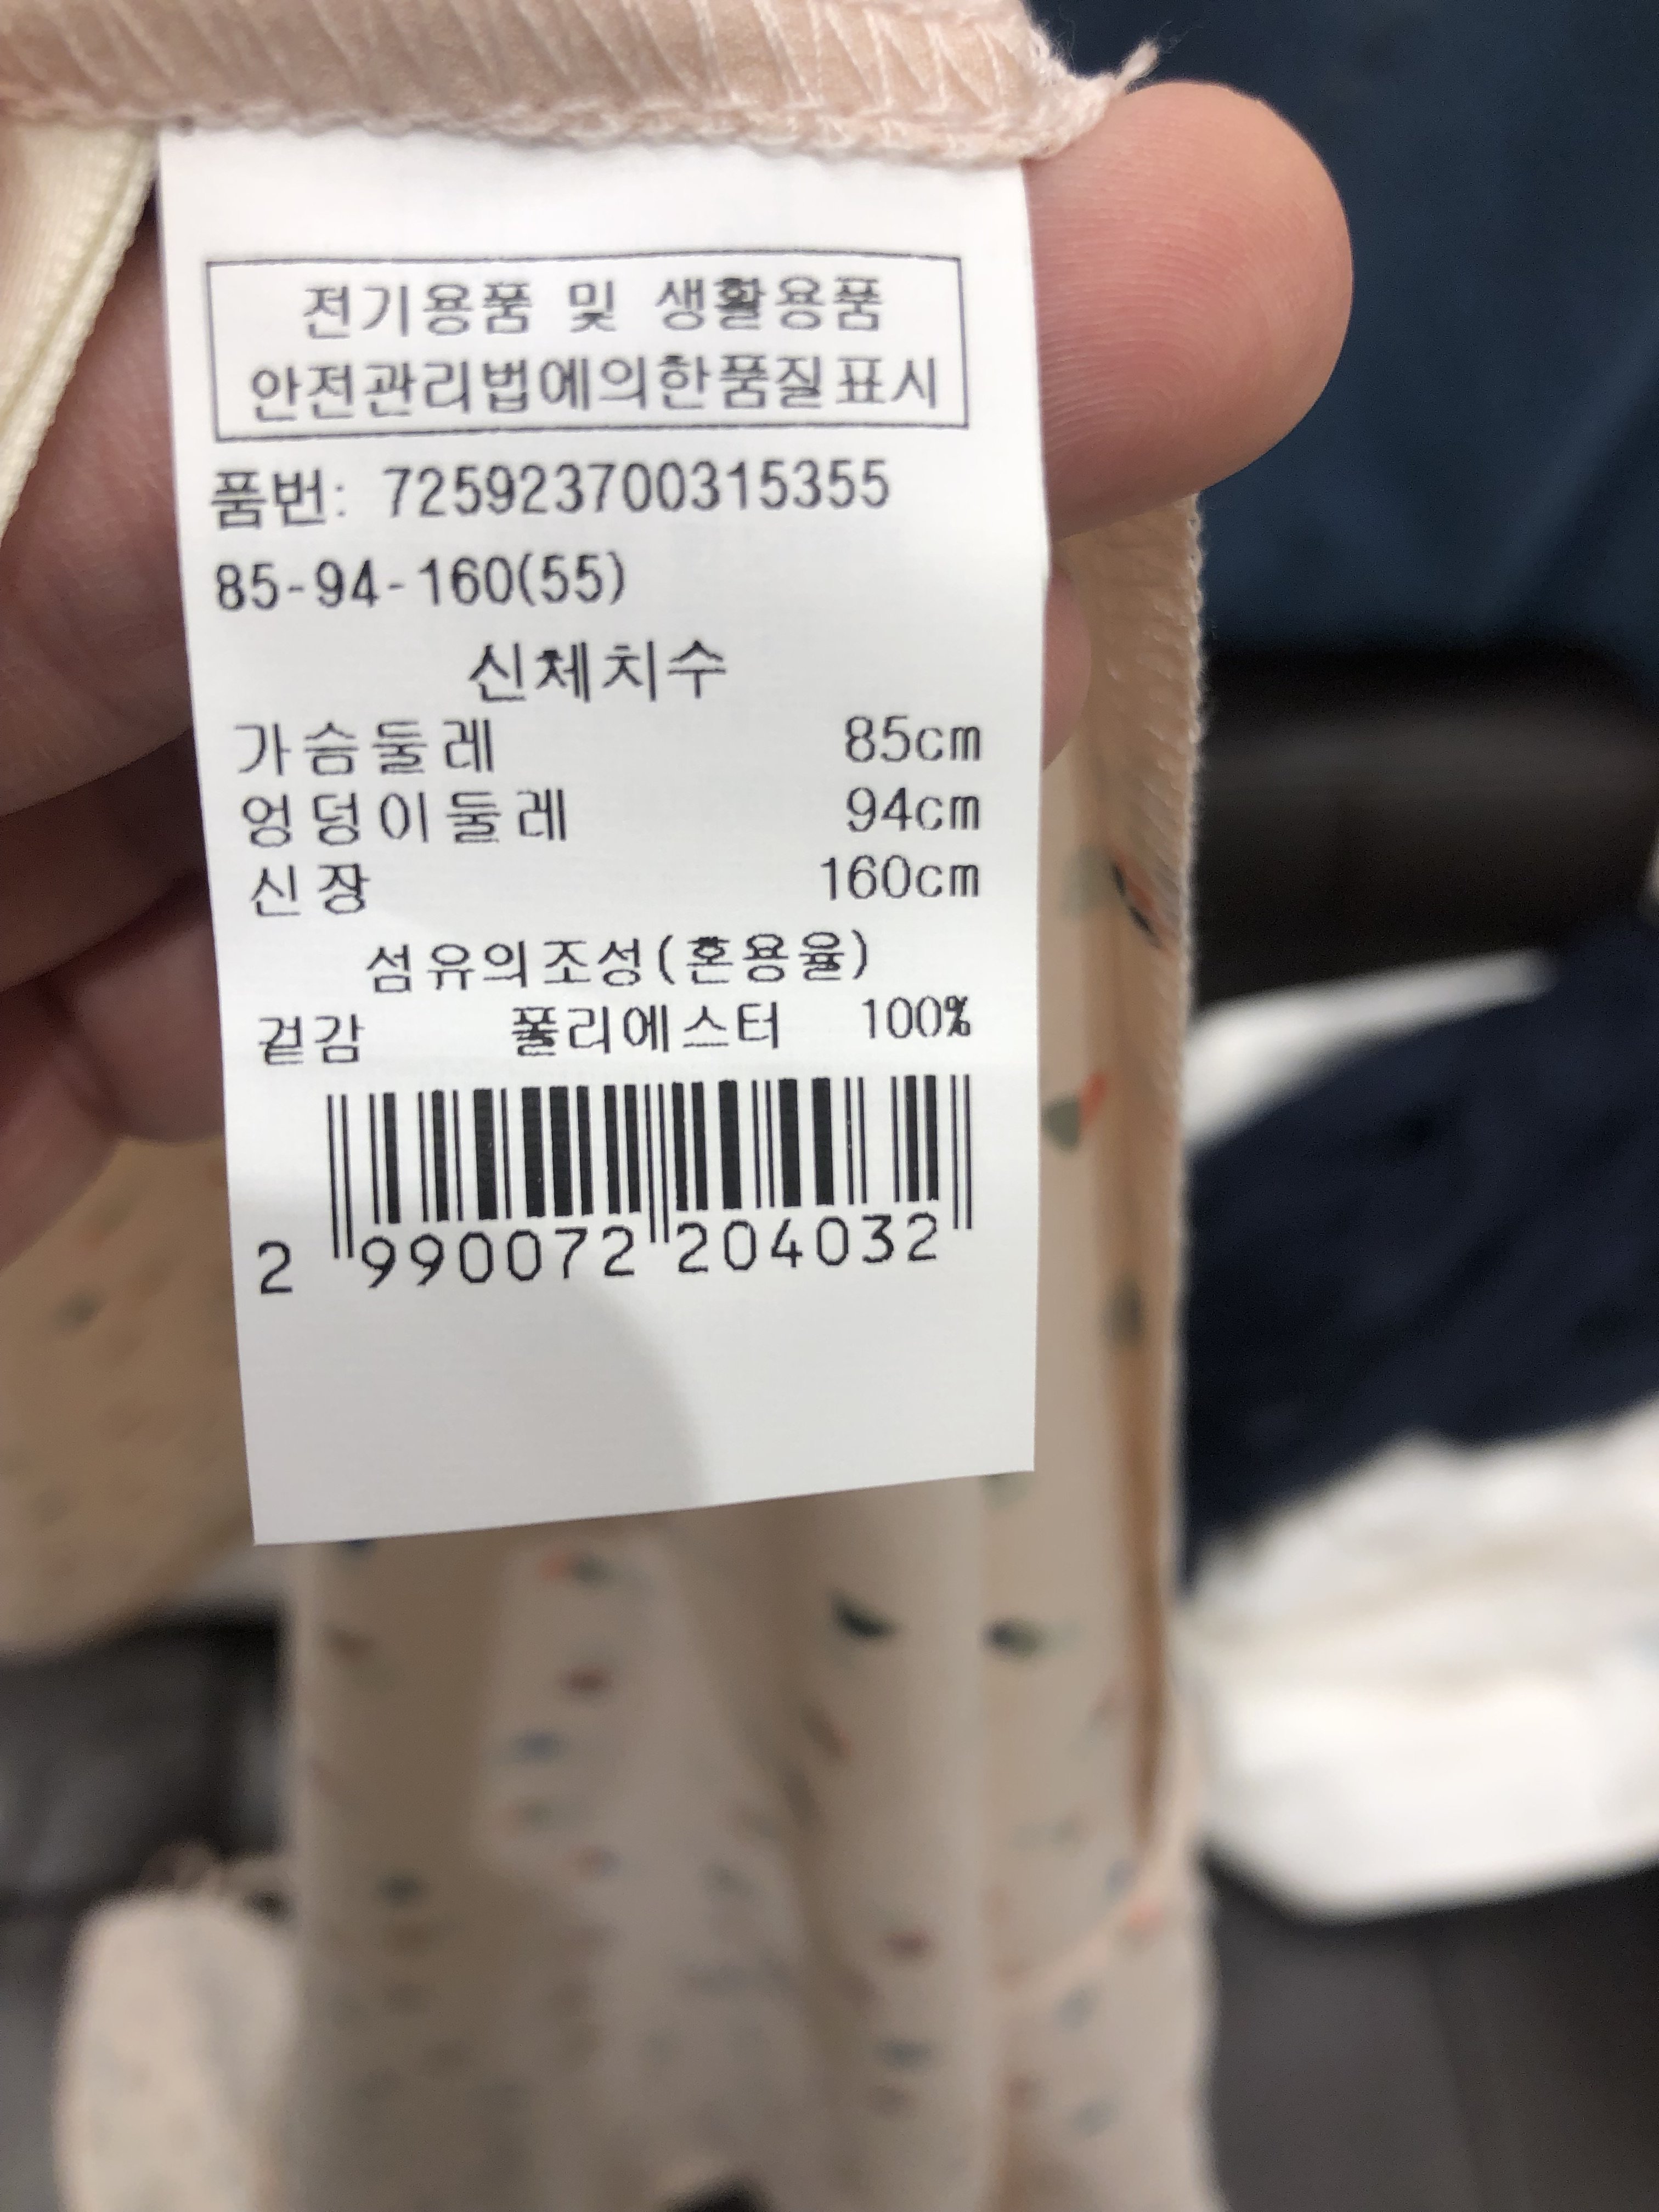 전기용품 및 생활용품
안전관리법에의한품질표시
품번: 725923700315355
85-94-160(55)
신체치수
가슴둘레 85cm
엉덩이둘레 94cm
신장 160cm
섬유의조성(혼용율)
겉감 폴리에스터 100%
2 990072 204032